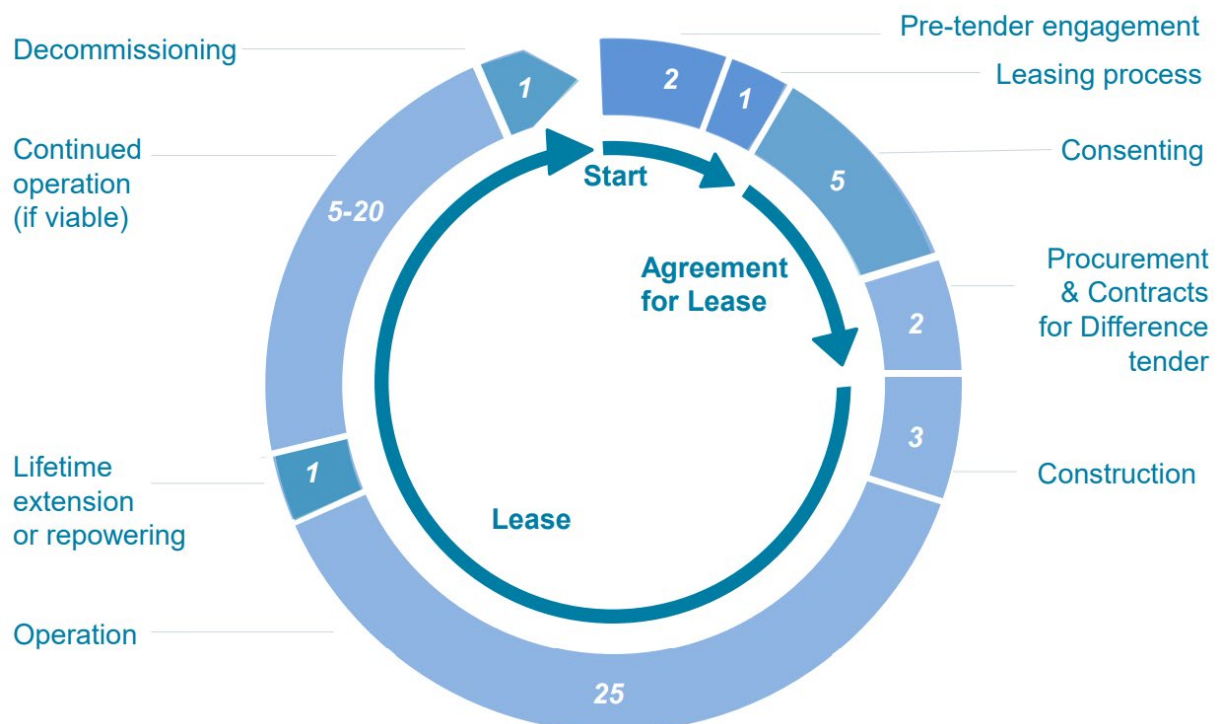 Pre-tender engagement
Leasing process
Consenting
Procurement
& Contracts
for Difference
tender
Construction
Operation
Lifetime
extension
or repowering
Continued
operation
(if viable)
Decommissioning
2
1
5
2
3
25
1
5-20
1
Start
Agreement
for Lease
Lease